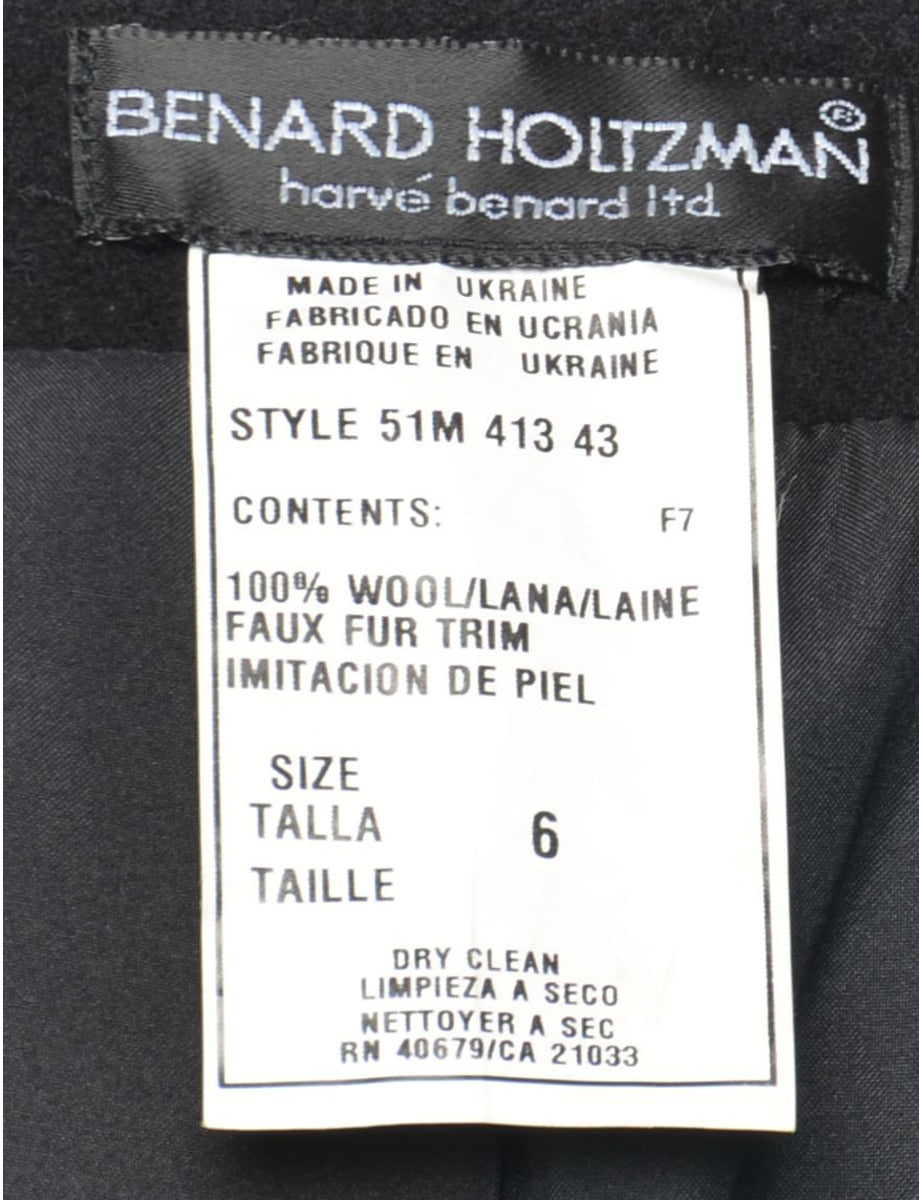 BENARD HOLTZMAN®
harvé benard ltd.
MADE IN UKRAINE
FABRICADO EN UCRANIA
FABRIQUE EN UKRAINE
STYLE 51M 413 43
CONTENTS: F7
100% WOOL/LANA/LAINE
FAUX FUR TRIM
IMITACION DE PIEL
SIZE
TALLA 6
TAILLE
DRY CLEAN
LIMPIEZA A SECO
NETTOYER A SEC
RN 40679/CA 21033